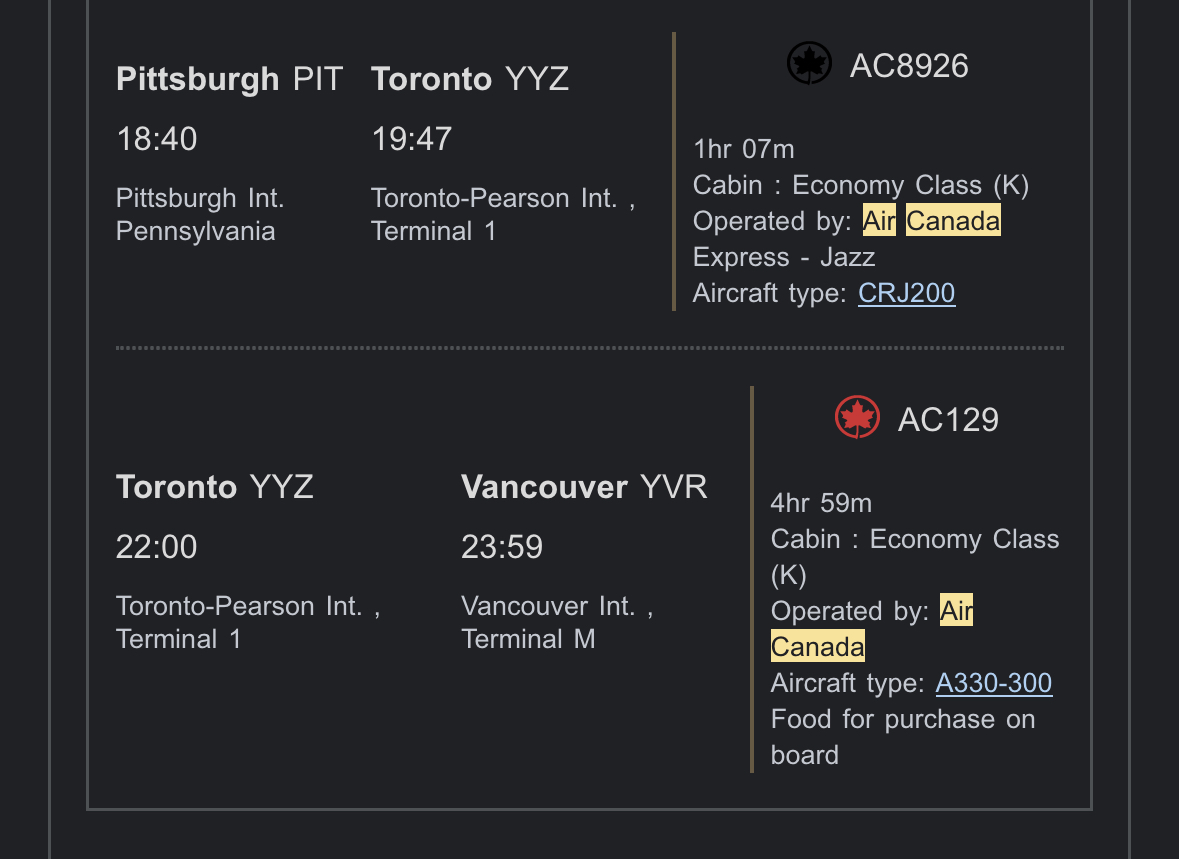 Pittsburgh PIT
18:40
Pittsburgh Int.
Pennsylvania
Toronto YYZ
19:47
Toronto-Pearson Int. ,
Terminal 1
AC8926
1hr 07m
Cabin : Economy Class (K)
Operated by: Air Canada
Express - Jazz
Aircraft type: CRJ200
Toronto YYZ
22:00
Toronto-Pearson Int. ,
Terminal 1
Vancouver YVR
23:59
Vancouver Int. ,
Terminal M
AC129
4hr 59m
Cabin : Economy Class
(K)
Operated by: Air
Canada
Aircraft type: A330-300
Food for purchase on
board